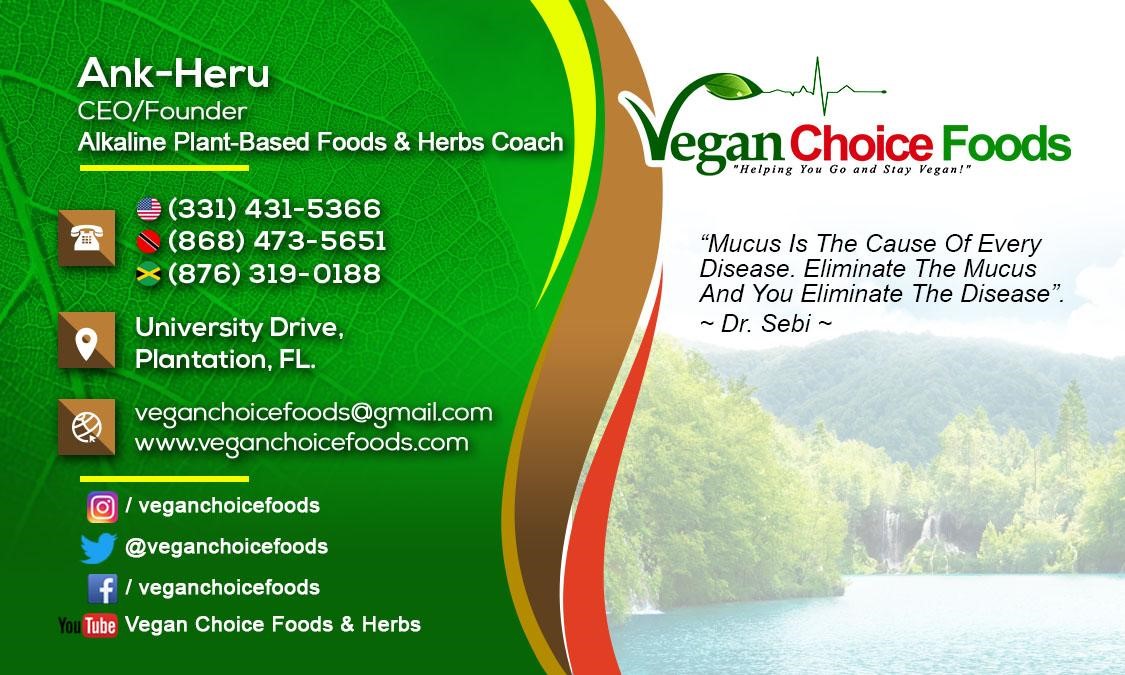 Ank-Heru
CEO/Founder
Alkaline Plant-Based Foods & Herbs Coach
(331) 431-5366
(868) 473-5651
(876) 319-0188
University Drive,
Plantation, FL.
veganchoicefoods@gmail.com
www.veganchoicefoods.com
/ veganchoicefoods
@veganchoicefoods
/ veganchoicefoods
YouTube Vegan Choice Foods & Herbs
Vegan Choice Foods
"Helping You Go and Stay Vegan!"
“Mucus Is The Cause Of Every
Disease. Eliminate The Mucus
And You Eliminate The Disease”.
~ Dr. Sebi ~